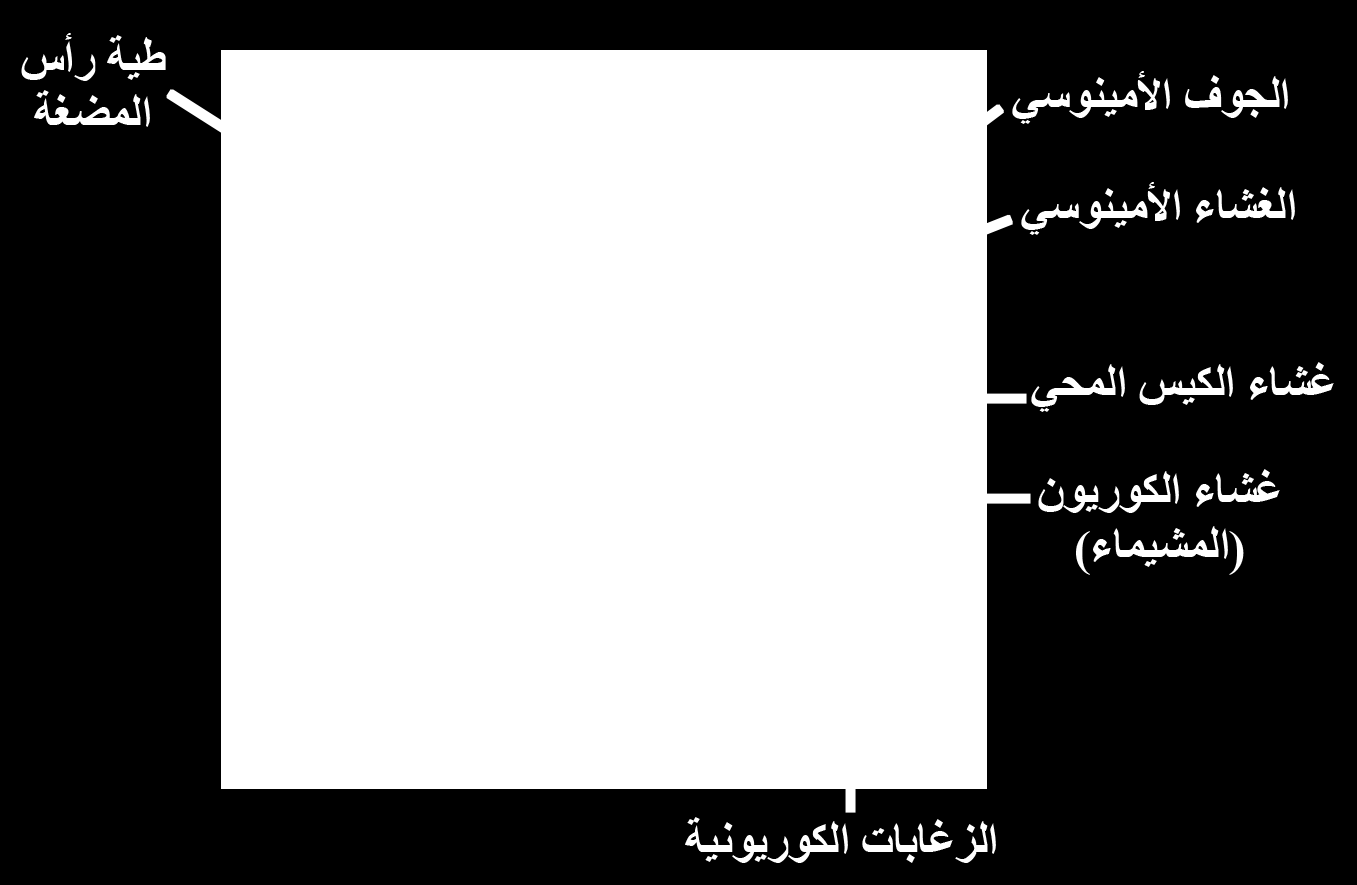 طية رأس
المضغة
الجوف الأمينوسي
الغشاء الأمينوسي
غشاء الكيس المحي
غشاء الكوريون
(المشيماء)
الزغابات الكوريونية